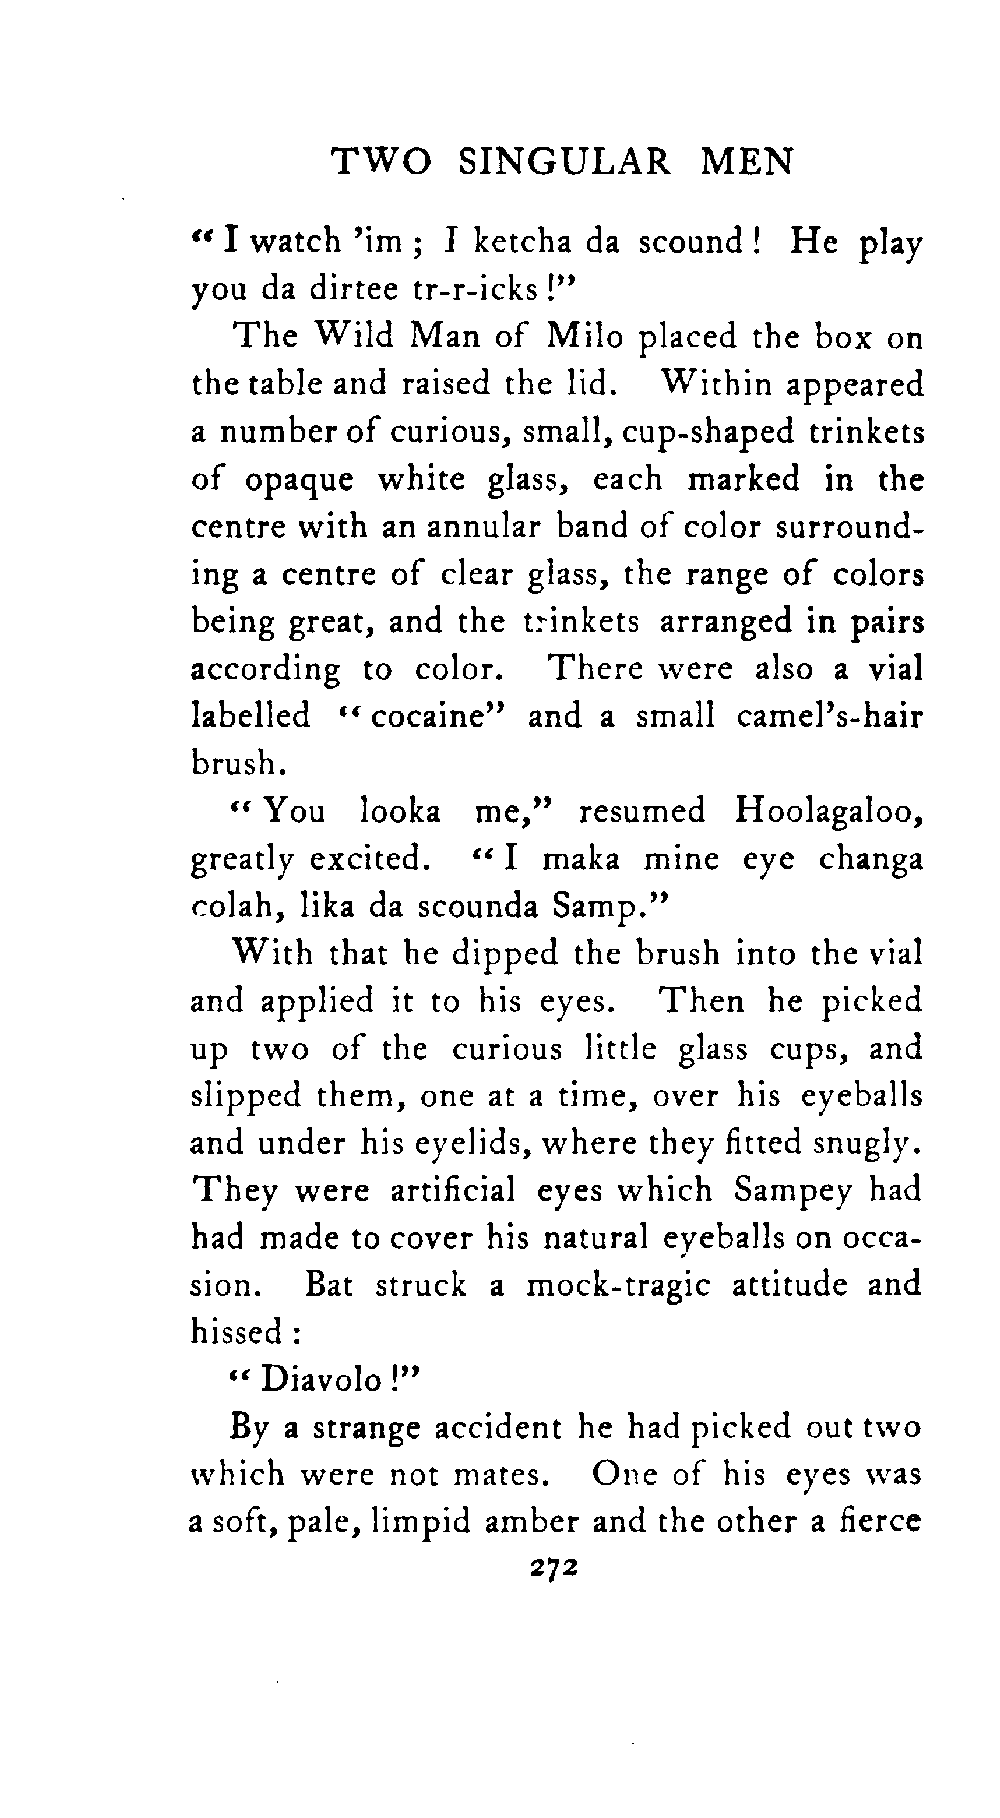 TWO SINGULAR MEN
“ I watch ’im ; I ketcha da scound ! He play
you da dirtee tr-r-icks !”
The Wild Man of Milo placed the box on
the table and raised the lid. Within appeared
a number of curious, small, cup-shaped trinkets
of opaque white glass, each marked in the
centre with an annular band of color surround-
ing a centre of clear glass, the range of colors
being great, and the trinkets arranged in pairs
according to color. There were also a vial
labelled “ cocaine” and a small camel’s-hair
brush.
“ You looka me,” resumed Hoolagaloo,
greatly excited. “ I maka mine eye changa
colah, lika da scounda Samp.”
With that he dipped the brush into the vial
and applied it to his eyes. Then he picked
up two of the curious little glass cups, and
slipped them, one at a time, over his eyeballs
and under his eyelids, where they fitted snugly.
They were artificial eyes which Sampey had
had made to cover his natural eyeballs on occa-
sion. Bat struck a mock-tragic attitude and
hissed :
“ Diavolo !”
By a strange accident he had picked out two
which were not mates. One of his eyes was
a soft, pale, limpid amber and the other a fierce
272